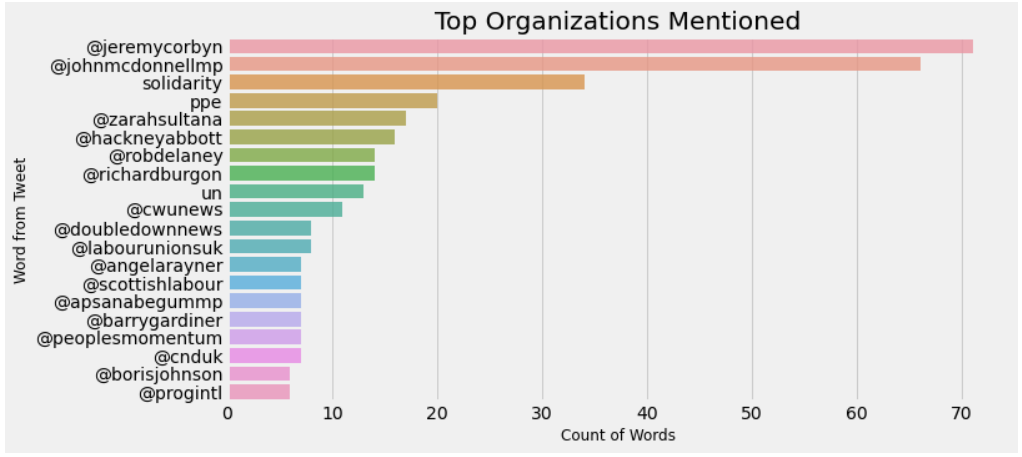 Top Organizations Mentioned
@jeremycorbyn
@johnmcdonnellmp
solidarity
ppe
@zarahsultana
@hackneyabbott
@robdelaney
@richardburgon
un
@cwunews
@doubledownnews
@labourunionsuk
@angelarayner
@scottishlabour
@apsanabegummp
@barrygardiner
@peoplesmomentum
@cnduk
@borisjohnson
@progintl
Word from Tweet
0 10 20 30 40 50 60 70
Count of Words